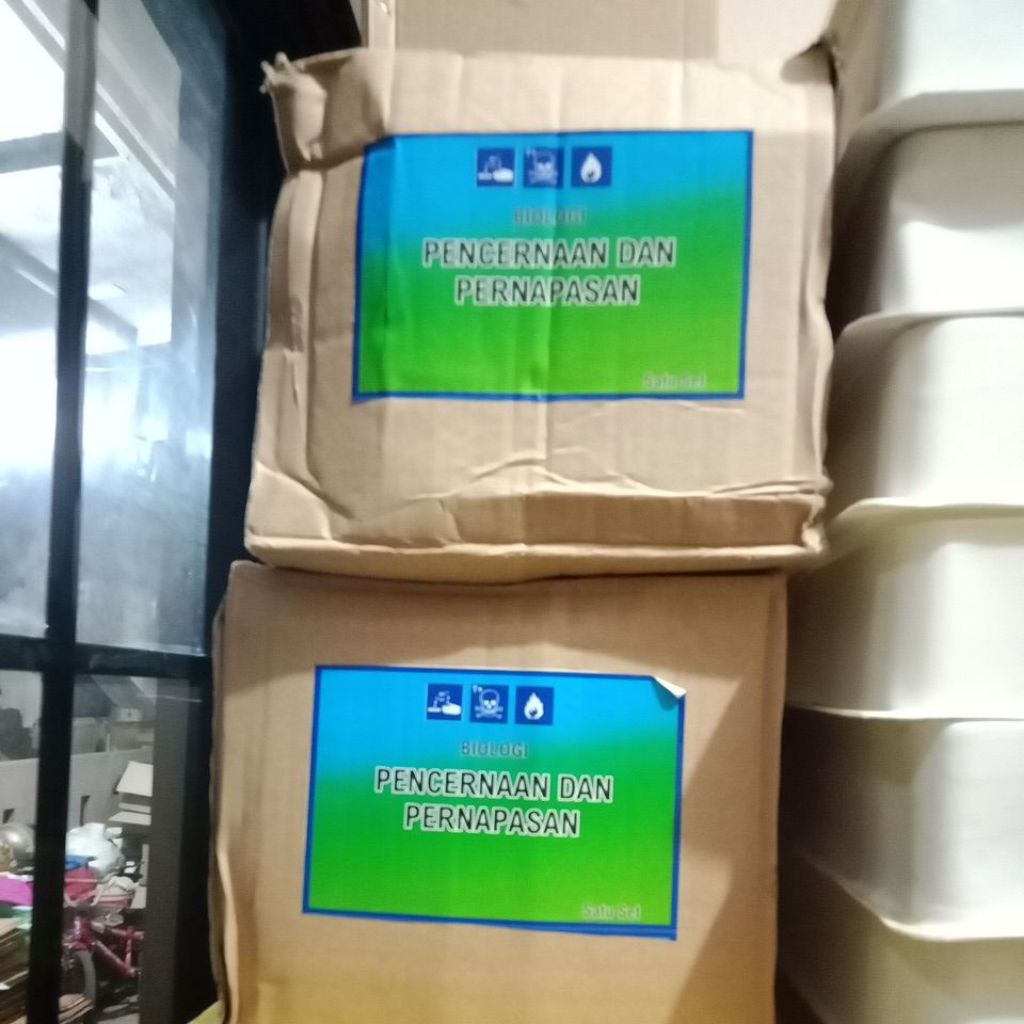 BIOLOGI
PENCERNAAN DAN
PERNAPASAN
Satu Set
BIOLOGI
PENCERNAAN DAN
PERNAPASAN
Satu Set